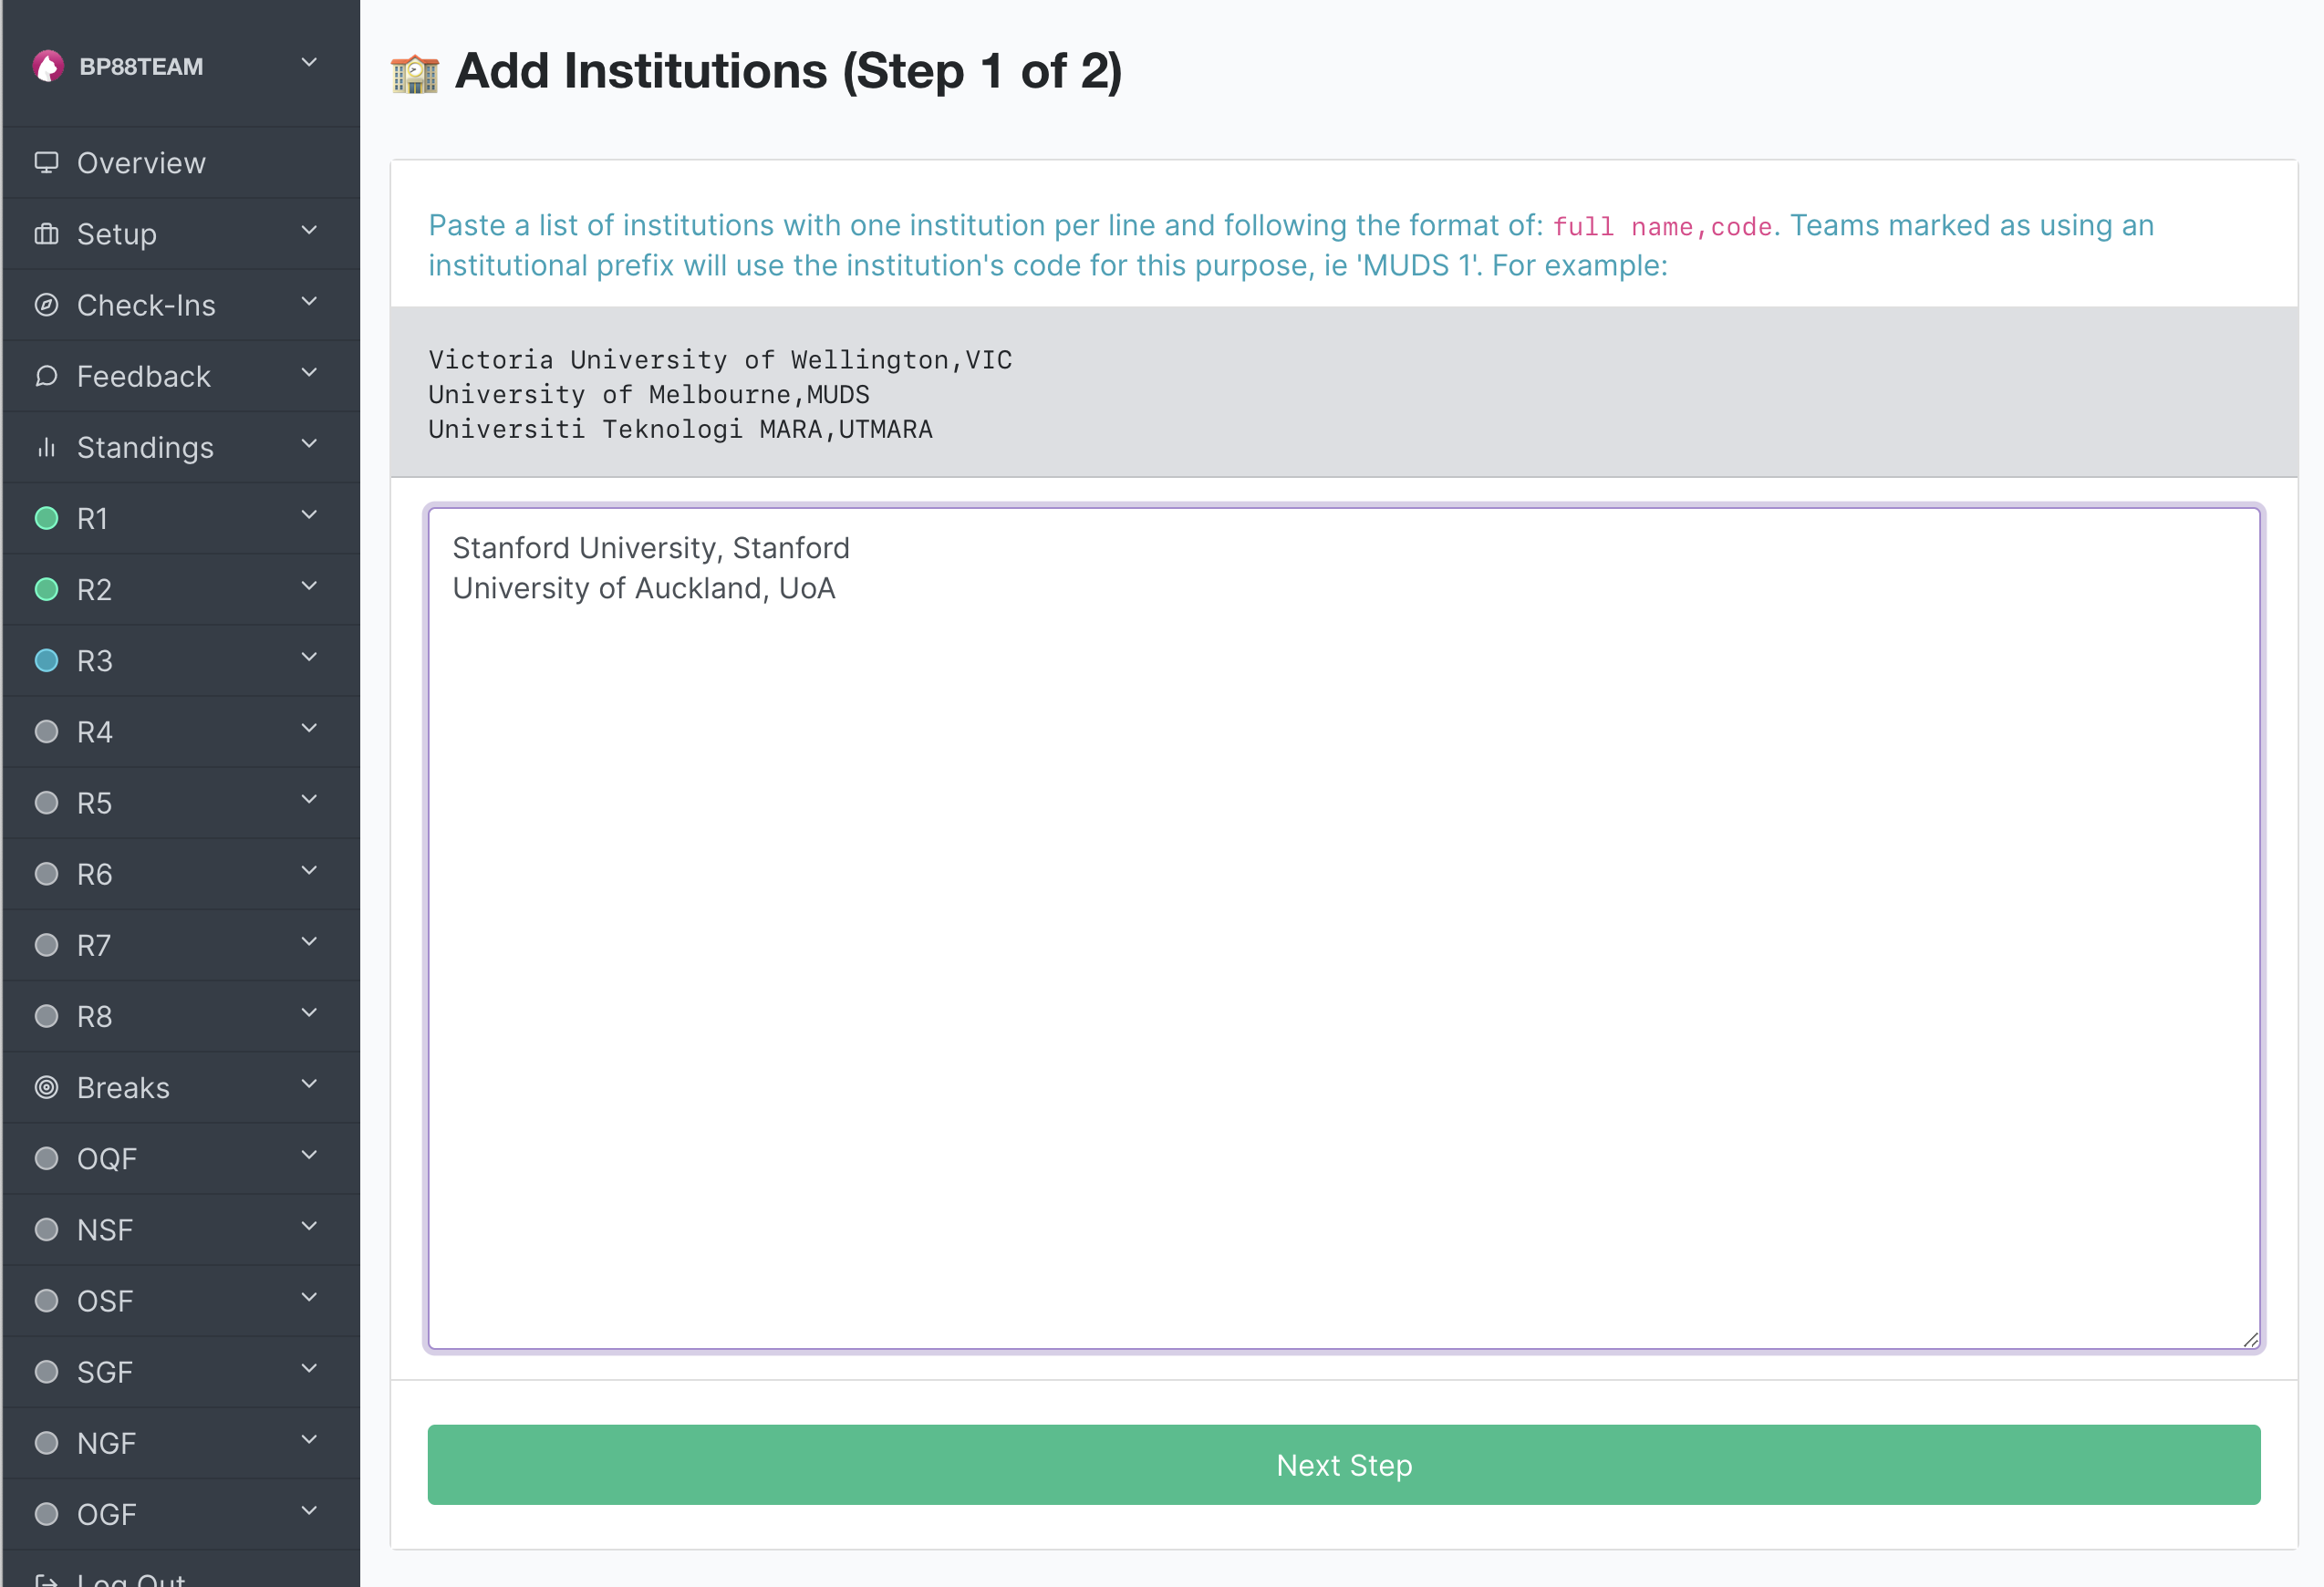 BP88TEAM
Overview
Setup
Check-Ins
Feedback
Standings
R1
R2
R3
R4
R5
R6
R7
R8
Breaks
OQF
NSF
OSF
SGF
NGF
OGF
Log Out
Add Institutions (Step 1 of 2)
Paste a list of institutions with one institution per line and following the format of: full name,code. Teams marked as using an
institutional prefix will use the institution's code for this purpose, ie 'MUDS 1'. For example:
Victoria University of Wellington,VIC
University of Melbourne,MUDS
Universiti Teknologi MARA,UTMARA
Stanford University, Stanford
University of Auckland, UoA
Next Step